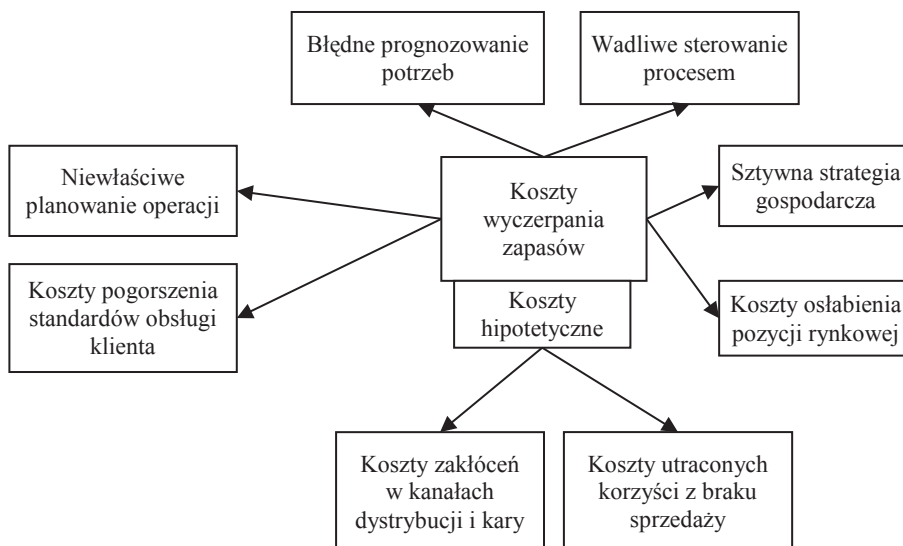 Błędne prognozowanie
potrzeb
Wadliwe sterowanie
procesem
Niewłaściwe
planowanie operacji
Koszty
wyczerpania
zapasów
Sztywna strategia
gospodarcza
Koszty pogorszenia
standardów obsługi
klienta
Koszty
hipotetyczne
Koszty osłabienia
pozycji rynkowej
Koszty zakłóceń
w kanałach
dystrybucji i kary
Koszty utraconych
korzyści z braku
sprzedaży